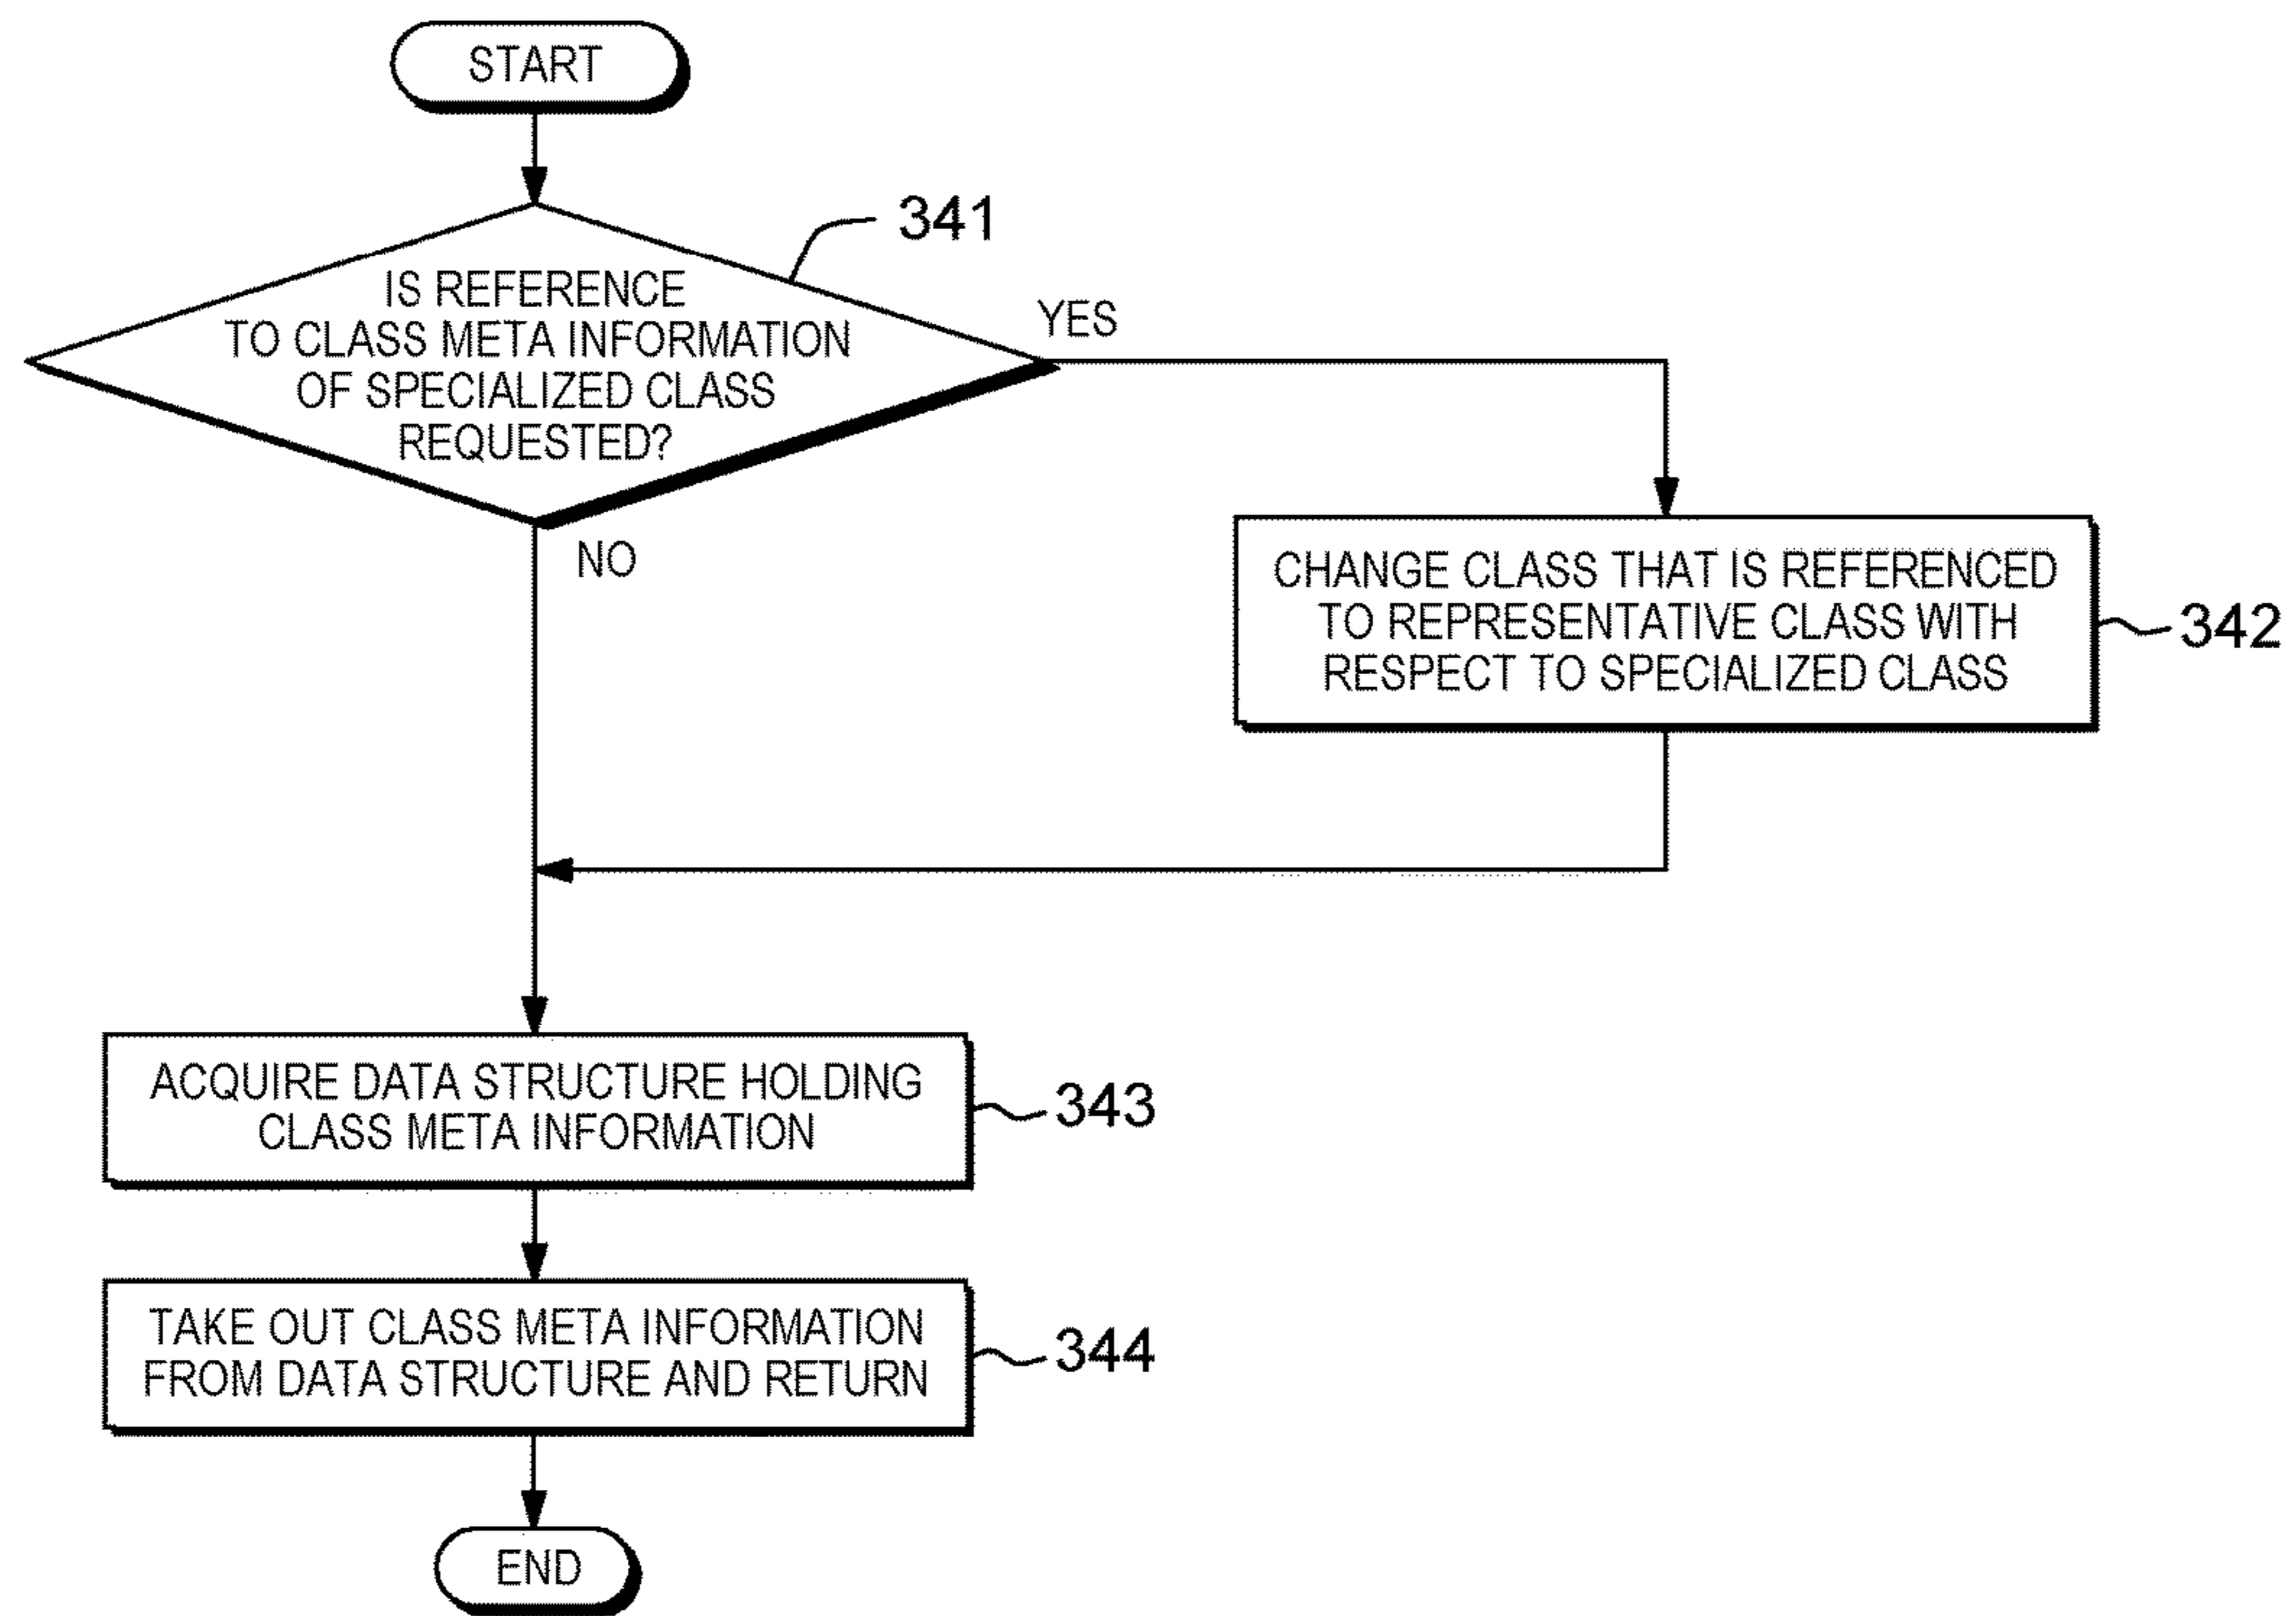 START
341
IS REFERENCE
TO CLASS META INFORMATION
OF SPECIALIZED CLASS
REQUESTED?
YES
NO
CHANGE CLASS THAT IS REFERENCED
TO REPRESENTATIVE CLASS WITH
RESPECT TO SPECIALIZED CLASS
342
ACQUIRE DATA STRUCTURE HOLDING
CLASS META INFORMATION
343
TAKE OUT CLASS META INFORMATION
FROM DATA STRUCTURE AND RETURN
344
END